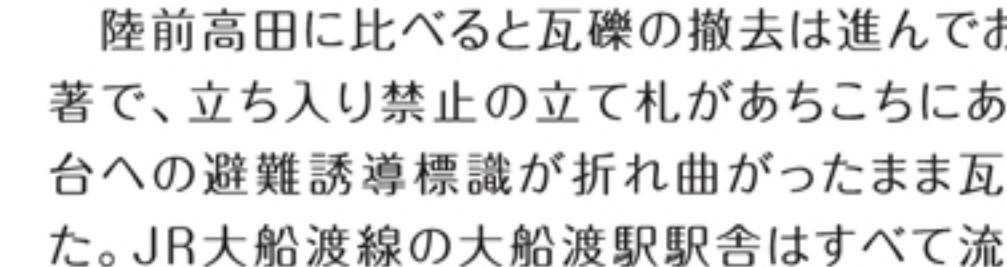 陸前高田に比べると瓦礫の撤去は進んでお
著で、立ち入り禁止の立て札があちこちにあ
台への避難誘導標識が折れ曲がったまま瓦
た。JR大船渡線の大船渡駅駅舎はすべて流